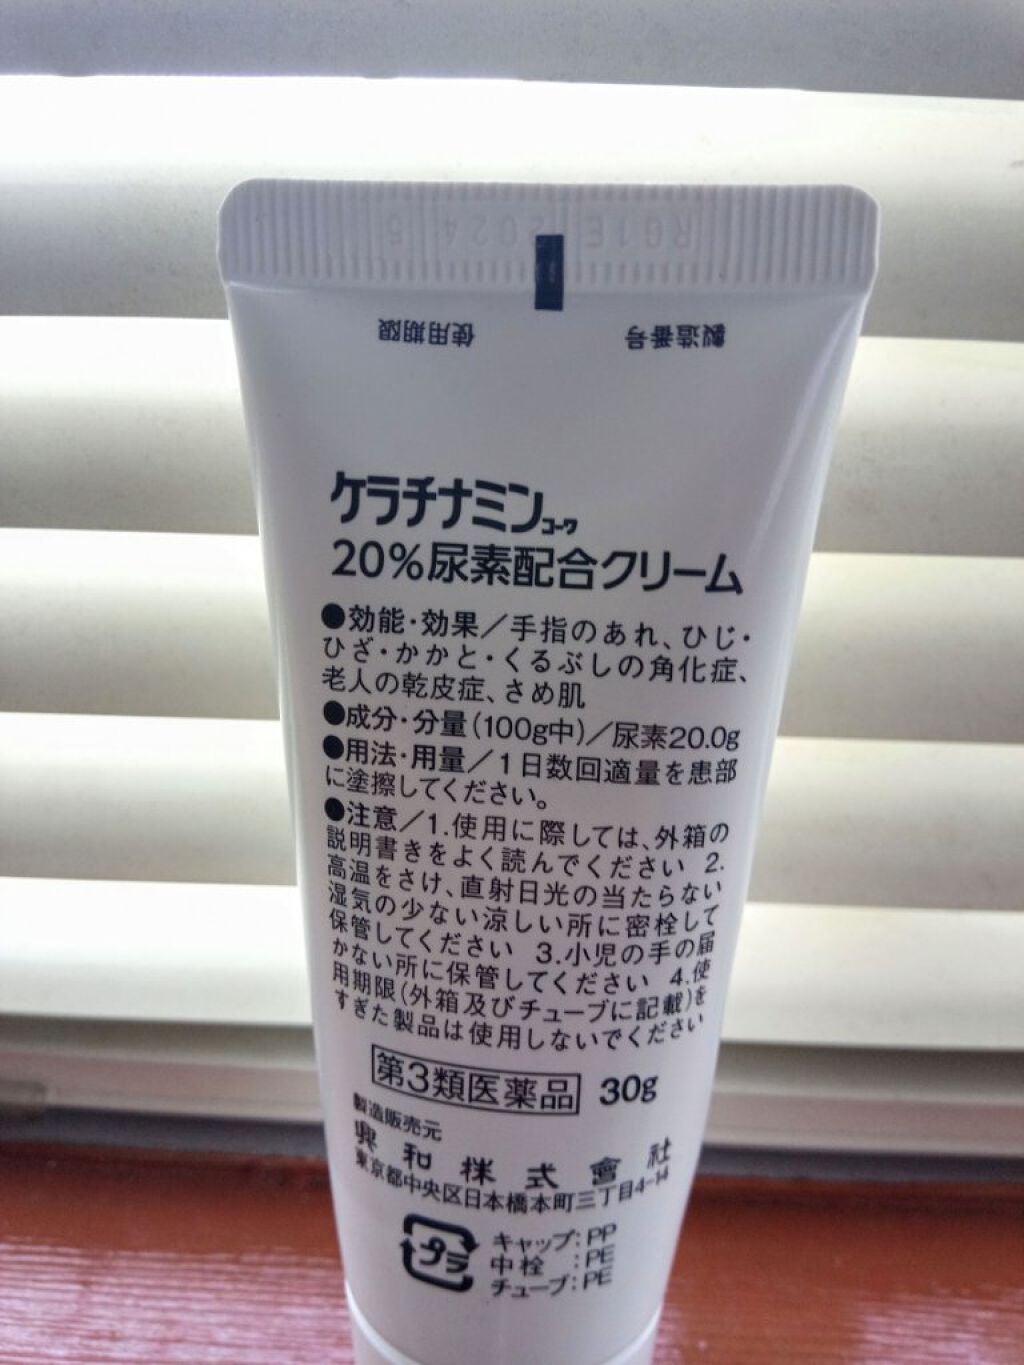 R01E 2024 5
製造番号 使用期限
ケラチナミンコーワ
20%尿素配合クリーム
●効能・効果／手指のあれ、ひじ・
ひざ・かかと・くるぶしの角化症、
老人の乾皮症、さめ肌
●成分・分量(100g中)／尿素20.0g
●用法・用量／1日数回適量を患部
に塗擦してください。
●注意／1.使用に際しては、外箱の
説明書きをよく読んでください 2.
高温をさけ、直射日光の当たらない
湿気の少ない涼しい所に密栓して
保管してください 3.小児の手の届
かない所に保管してください 4.使
用期限(外箱及びチューブに記載)を
すぎた製品は使用しないでください
第3類医薬品 30g
製造販売元
興和株式會社
東京都中央区日本橋本町三丁目4-14
プラ
キャップ:PP
中栓:PE
チューブ:PE